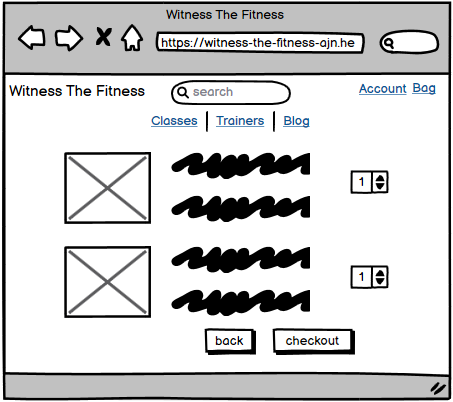 Witness The Fitness
https://witness-the-fitness-ajn.he
Witness The Fitness search Account Bag
Classes Trainers Blog
1
1
back checkout